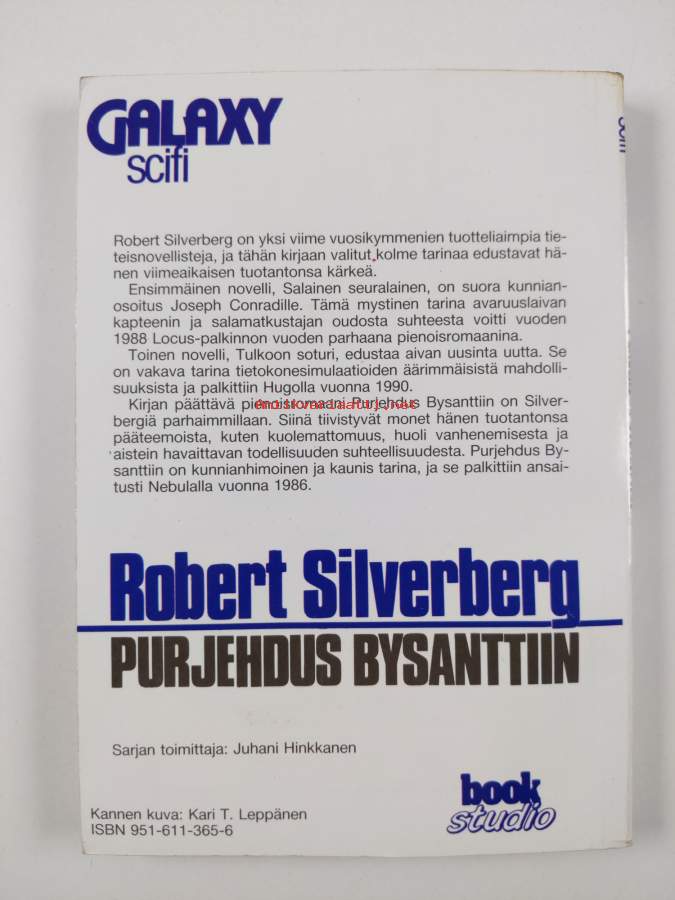 GALAXY
scifi
Robert Silverberg on yksi viime vuosikymmenien tuotteliaimpia tie-
teisnovellisteja, ja tähän kirjaan valitut kolme tarinaa edustavat hä-
nen viimeaikaisen tuotantonsa kärkeä.
Ensimmäinen novelli, Salainen seuralainen, on suora kunnian-
osoitus Joseph Conradille. Tämä mystinen tarina avaruuslaivan
kapteenin ja salamatkustajan oudosta suhteesta voitti vuoden
1988 Locus-palkinnon vuoden parhaana pienoisromaanina.
Toinen novelli, Tulkoon soturi, edustaa aivan uusinta uutta. Se
on vakava tarina tietokonesimulaatioiden äärimmäisistä mahdolli-
suuksista ja palkittiin Hugolla vuonna 1990.
Kirjan päättävä pienoisromaani Purjehdus Bysanttiin on Silver-
bergiä parhaimmillaan. Siinä tiivistyvät monet hänen tuotantonsa
pääteemoista, kuten kuolemattomuus, huoli vanhenemisesta ja
aistein havaittavan todellisuuden suhteellisuudesta. Purjehdus By-
santtiin on kunnianhimoinen ja kaunis tarina, ja se palkittiin ansai-
tusti Nebulalla vuonna 1986.
Robert Silverberg
PURJEHDUS BYSANTTIIN
Sarjan toimittaja: Juhani Hinkkanen
Kannen kuva: Kari T. Leppänen
ISBN 951-611-365-6
book
studio